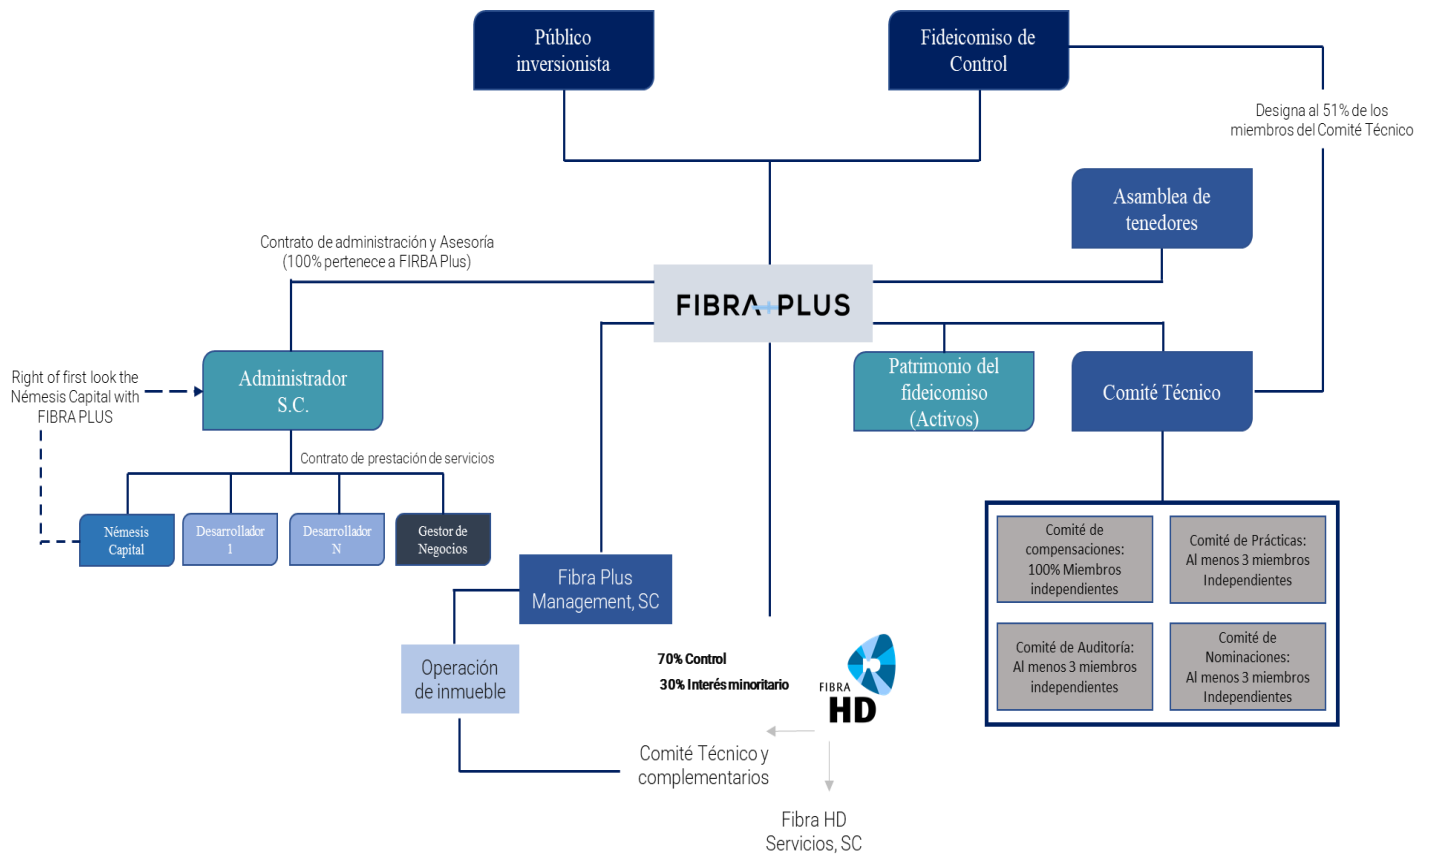 Público
inversionista
Fideicomiso de
Control
Designa al 51% de los
miembros del Comité Técnico
Asamblea de
tenedores
Contrato de administración y Asesoría
(100% pertenece a FIRBA Plus)
FIBRA+PLUS
Right of first look the
Némesis Capital with
FIBRA PLUS
Administrador
S.C.
Patrimonio del
fideicomiso
(Activos)
Comité Técnico
Contrato de prestación de servicios
Némesis
Capital
Desarrollador
1
Desarrollador
N
Gestor de
Negocios
Fibra Plus
Management, SC
Operación
de inmueble
Comité de
compensaciones:
100% Miembros
independientes
Comité de Prácticas:
Al menos 3 miembros
Independientes
Comité de Auditoría:
Al menos 3 miembros
independientes
Comité de
Nominaciones:
Al menos 3 miembros
Independientes
70% Control
30% Interés minoritario
FIBRA
HD
Comité Técnico y
complementarios
Fibra HD
Servicios, SC